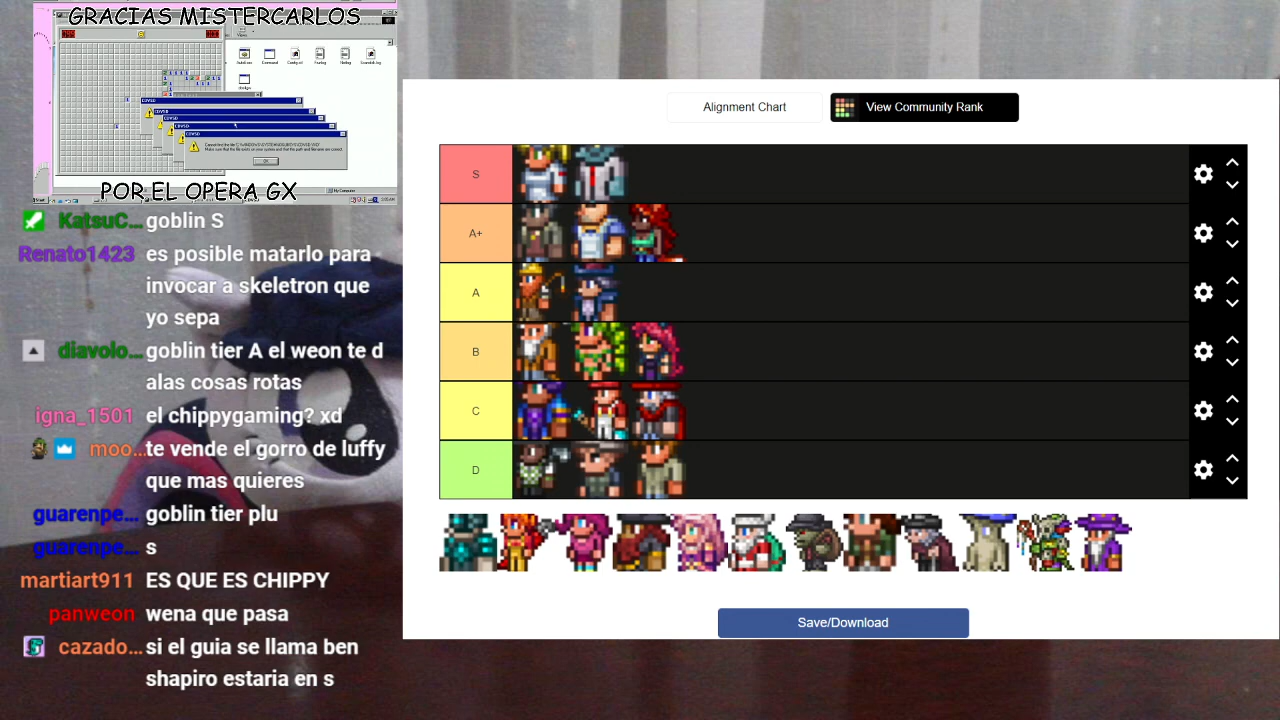 GRACIAS MISTERCARLOS
POR EL OPERA GX
KatsuC... goblin S
Renato1423 es posible matarlo para
invocar a skeletron que
yo sepa
diavolo... goblin tier A el weon te d
alas cosas rotas
igna_1501 el chippygaming? xd
moo... te vende el gorro de luffy
que mas quieres
guarenpe... goblin tier plu
guarenpe... s
martiart911 ES QUE ES CHIPPY
panweon wena que pasa
cazado... si el guia se llama ben
shapiro estaria en s
Alignment Chart
View Community Rank
S
A+
A
B
C
D
Save/Download